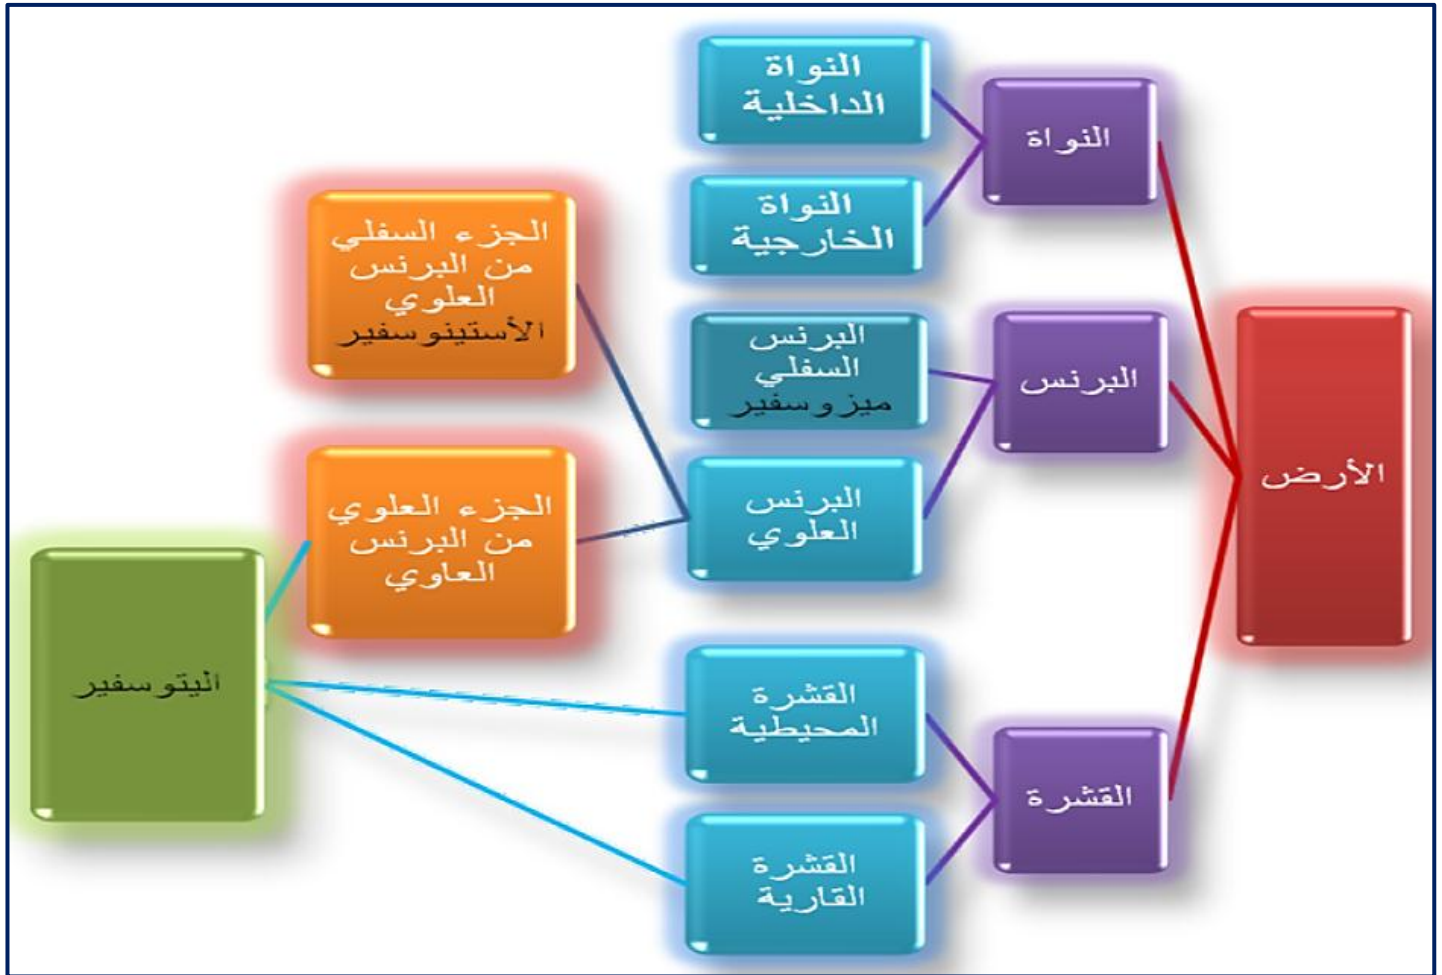 الأرض
النواة
النواة
الداخلية
النواة
الخارجية
البرنس
البرنس
السفلي
ميزوسفير
البرنس
العلوي
الجزء السفلي
من البرنس
العلوي
الأستينوسفير
الجزء العلوي
من البرنس
العاوي
القشرة
القشرة
المحيطية
القشرة
القارية
اليتوسفير